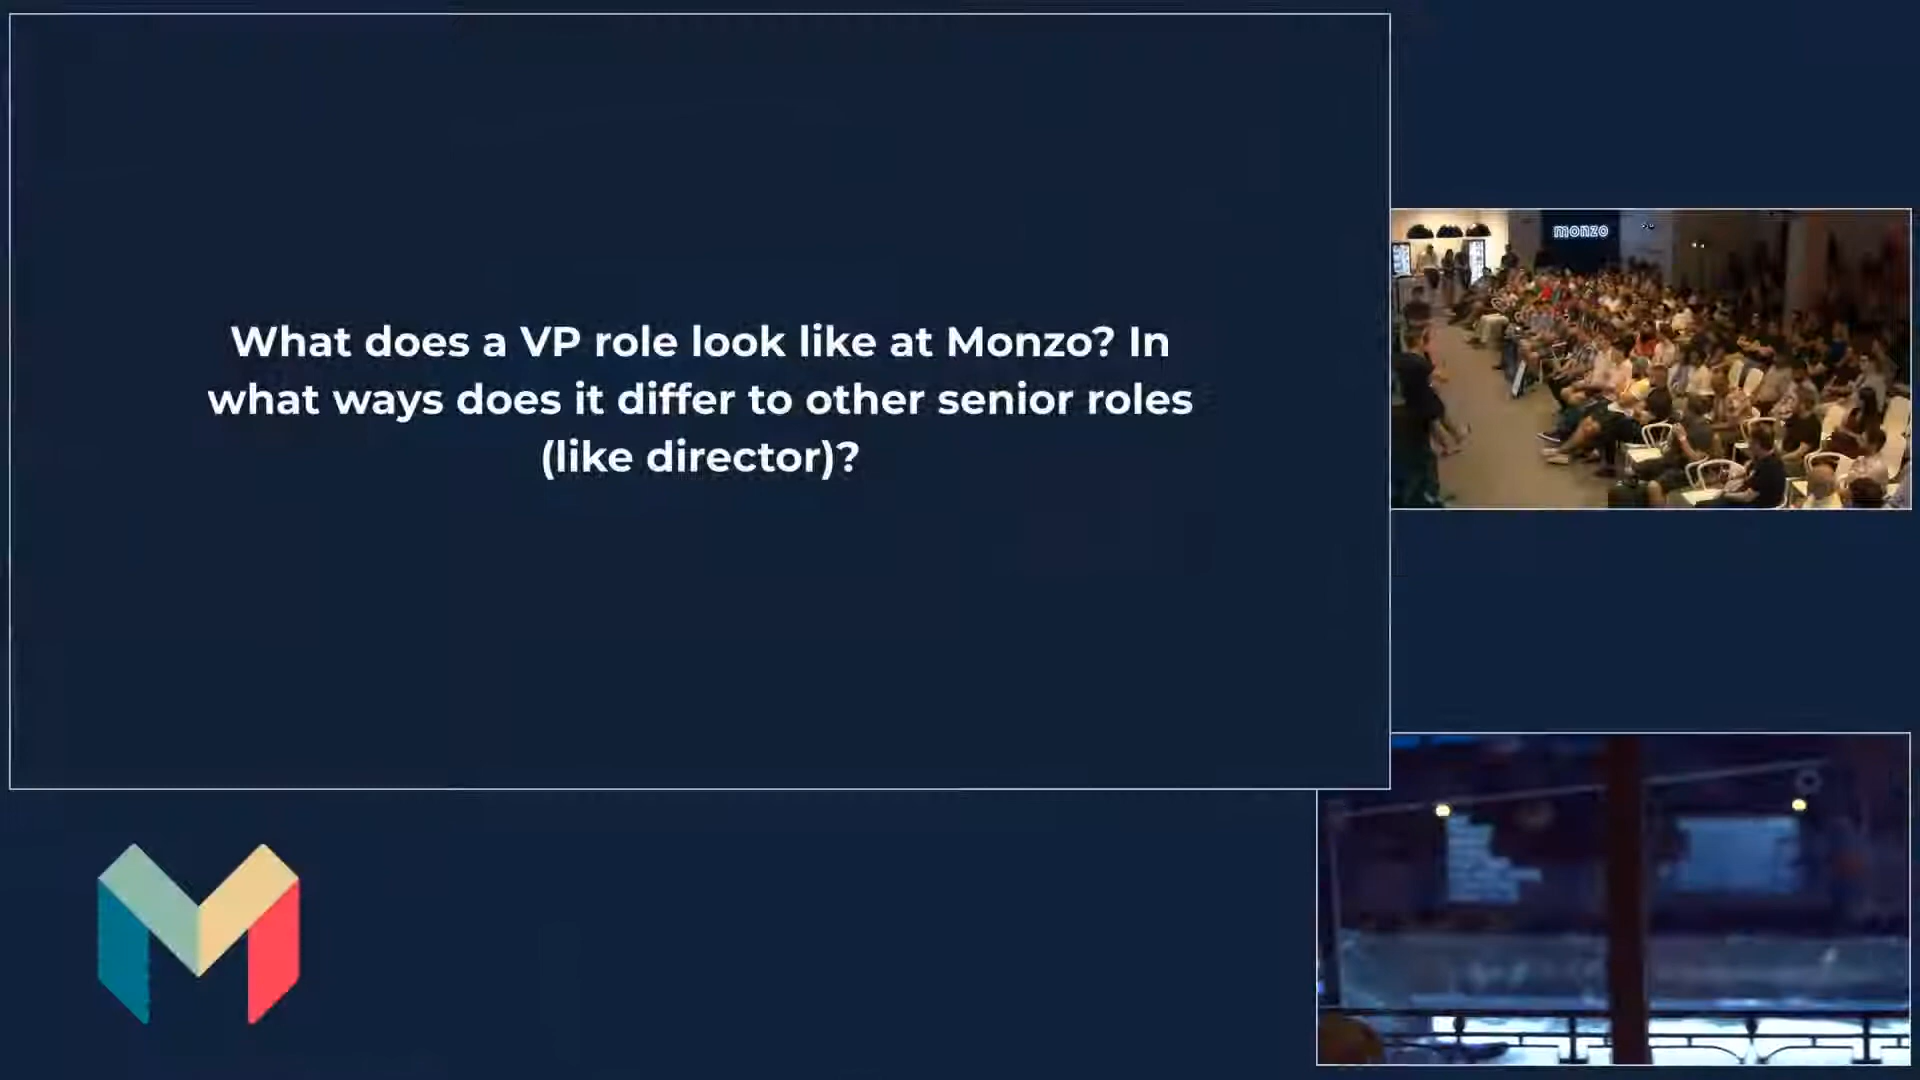 What does a VP role look like at Monzo? In
what ways does it differ to other senior roles
(like director)?
monzo